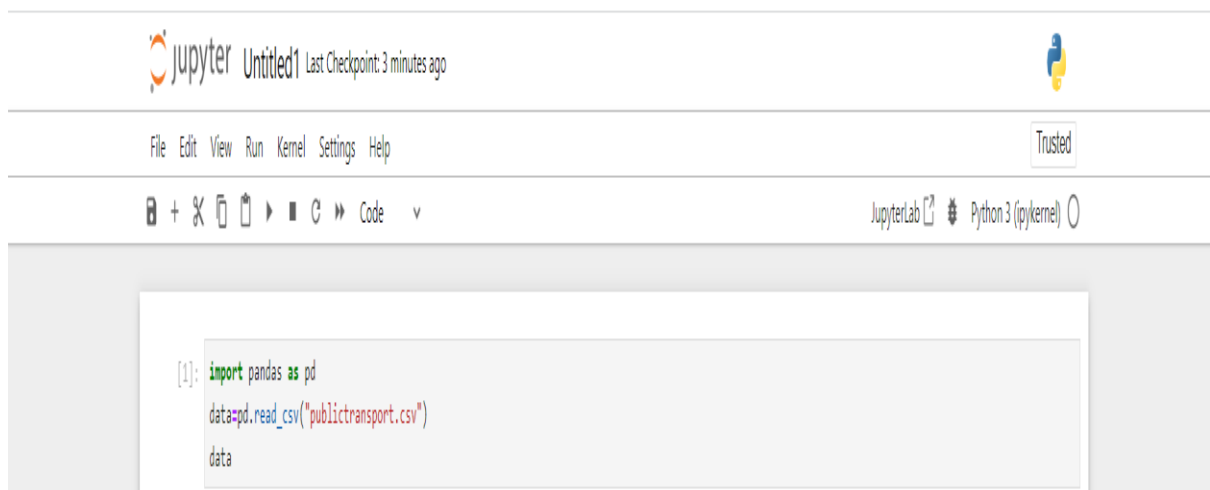 jupyter Untitled1 Last Checkpoint: 3 minutes ago
File Edit View Run Kernel Settings Help
Trusted
Code
JupyterLab Python 3 (ipykernel)
[1]: import pandas as pd
data=pd.read_csv("publictransport.csv")
data